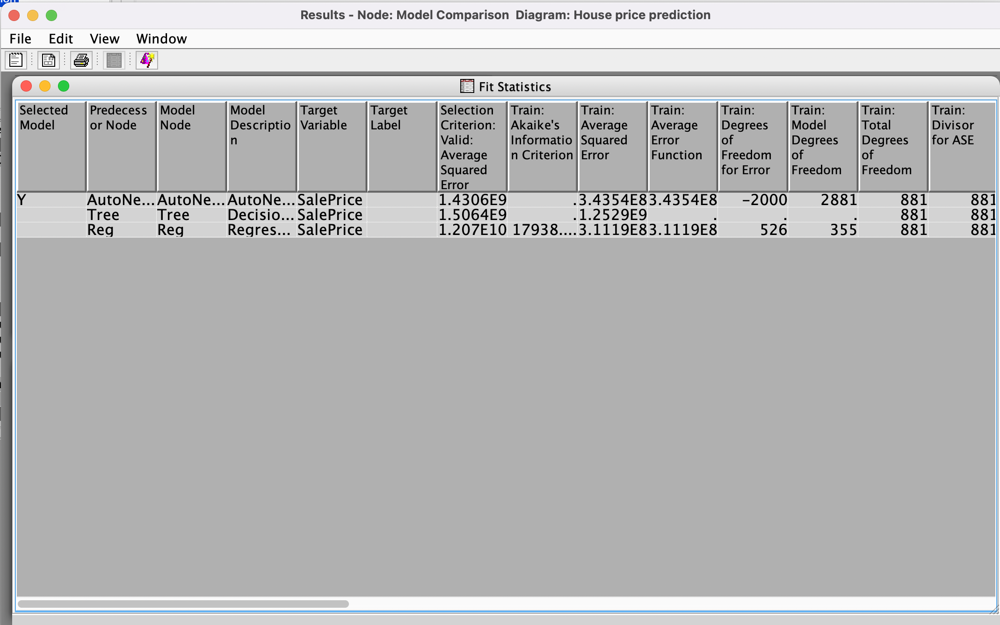 Results - Node: Model Comparison Diagram: House price prediction
File Edit View Window
Fit Statistics
Selected Model
Predecess or Node
Model Node
Model Descriptio n
Target Variable
Target Label
Selection Criterion: Valid: Average Squared Error
Train: Akaike's Informatio n Criterion
Train: Average Squared Error
Train: Average Error Function
Train: Degrees of Freedom for Error
Train: Model Degrees of Freedom
Train: Total Degrees of Freedom
Train: Divisor for ASE
Y AutoNe... AutoNe... AutoNe... SalePrice 1.4306E9 . 3.4354E8 3.4354E8 -2000 2881 881 881
Tree Tree Decisio... SalePrice 1.5064E9 . 1.2529E9 . . . 881 881
Reg Reg Regres... SalePrice 1.207E10 17938.... 3.1119E8 3.1119E8 526 355 881 881